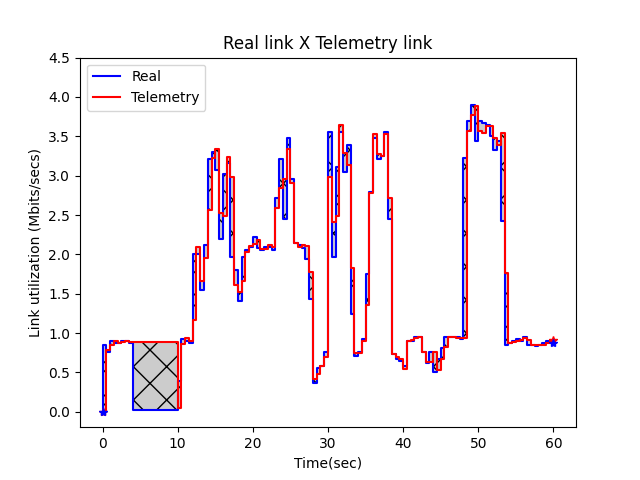 Real link X Telemetry link
Real
Telemetry
Link utilization (Mbits/secs)
4.5
4.0
3.5
3.0
2.5
2.0
1.5
1.0
0.5
0.0
0 10 20 30 40 50 60
Time(sec)